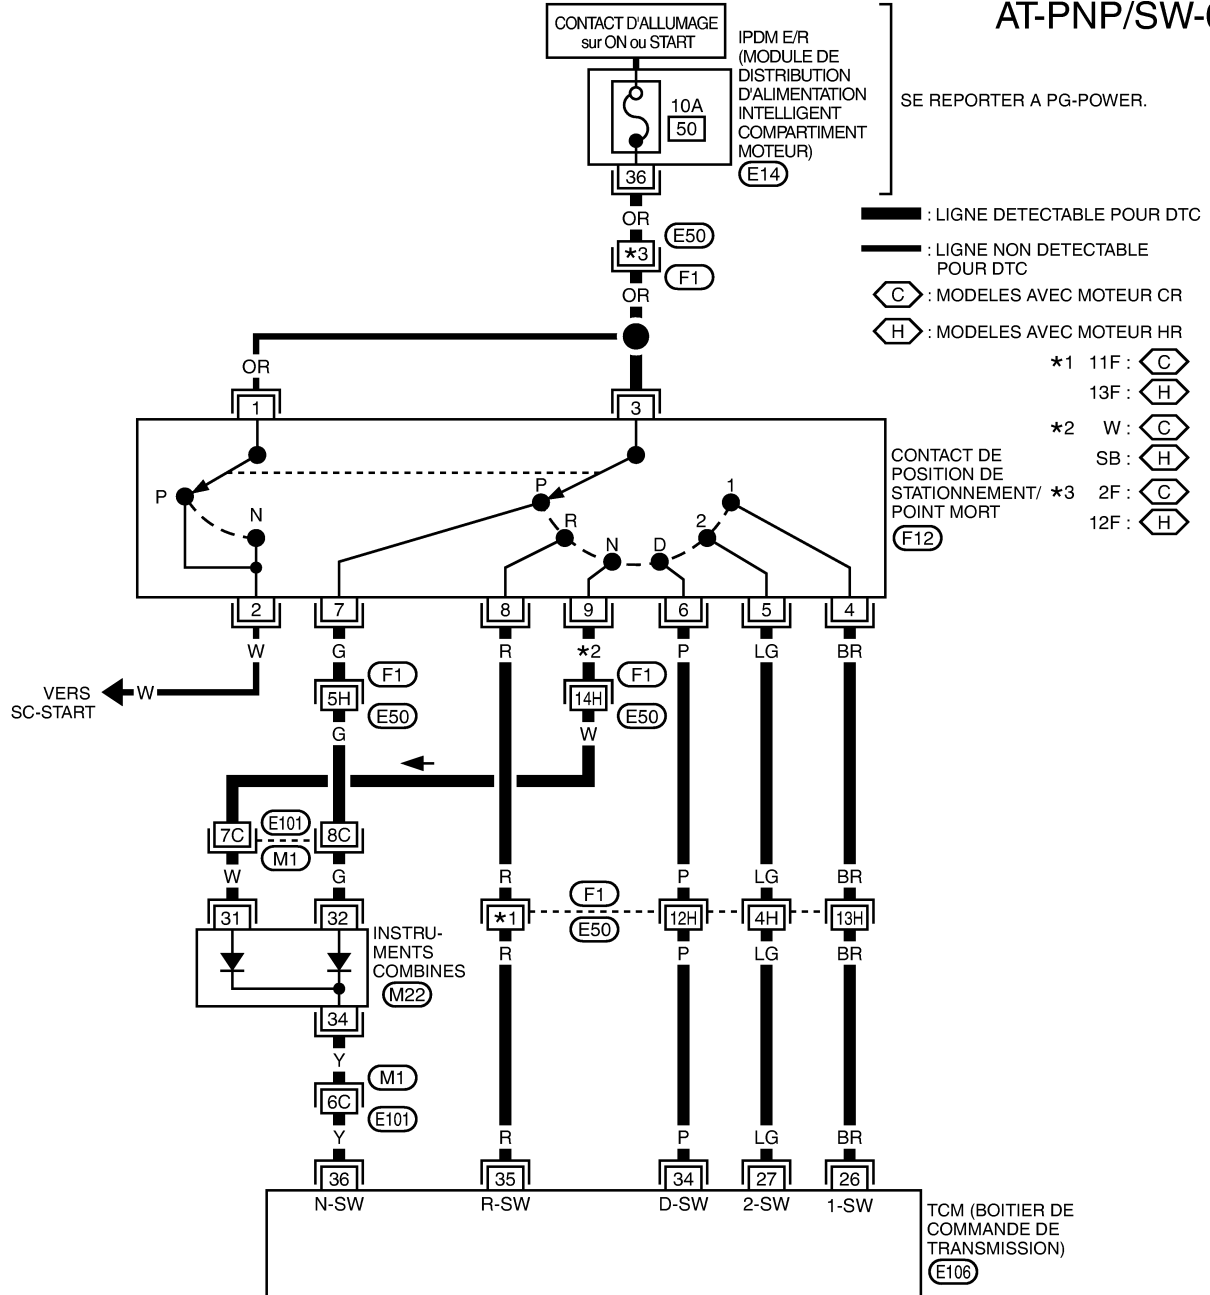 AT-PNP/SW-
CONTACT D'ALLUMAGE
sur ON ou START
IPDM E/R
(MODULE DE
DISTRIBUTION
D'ALIMENTATION
INTELLIGENT
COMPARTIMENT
MOTEUR)
E14
10A
50
SE REPORTER A PG-POWER.
36
OR
E50
*3
F1
OR
: LIGNE DETECTABLE POUR DTC
: LIGNE NON DETECTABLE
POUR DTC
C : MODELES AVEC MOTEUR CR
H : MODELES AVEC MOTEUR HR
*1 11F : C
13F : H
*2 W : C
SB : H
*3 2F : C
12F : H
OR
1 3
CONTACT DE
POSITION DE
STATIONNEMENT/
POINT MORT
F12
P N
P R N D 2 1
2 7 8 9 6 5 4
W G R *2 P LG BR
VERS
SC-START
W
F1
5H
E50
F1
14H
E50
G W
7C E101 8C
M1
W G R P LG BR
31 32
*1 F1 12H 4H 13H
E50
R P LG BR
INSTRU-
MENTS
COMBINES
M22
34
Y
M1
6C
E101
Y R P LG BR
36 35 34 27 26
N-SW R-SW D-SW 2-SW 1-SW
TCM (BOITIER DE
COMMANDE DE
TRANSMISSION)
E106